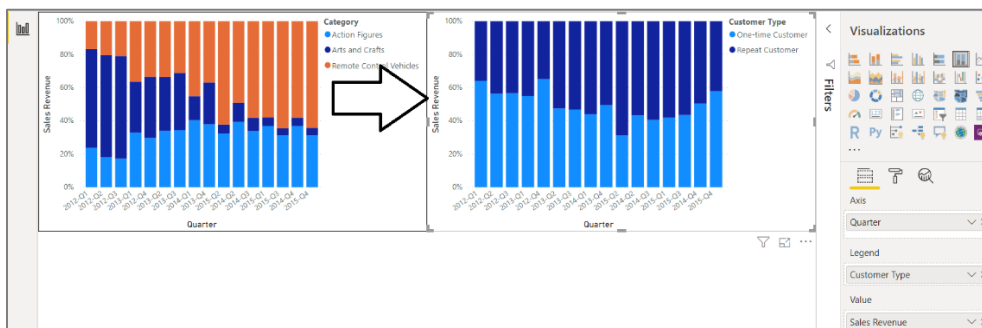 100%
80%
60%
40%
20%
0%
Sales Revenue
2012-Q1
2012-Q2
2012-Q3
2013-Q1
2012-Q4
2013-Q2
2013-Q3
2014-Q1
2013-Q4
2014-Q3
2014-Q2
2014-Q4
2015-Q3
2015-Q1
2015-Q2
2015-Q4
Quarter
Category
Action Figures
Arts and Crafts
Remote Control Vehicles
100%
80%
60%
40%
20%
0%
Sales Revenue
Quarter
Customer Type
One-time Customer
Repeat Customer
Filters
Visualizations
R Py
...
Axis
Quarter
Legend
Customer Type
Value
Sales Revenue